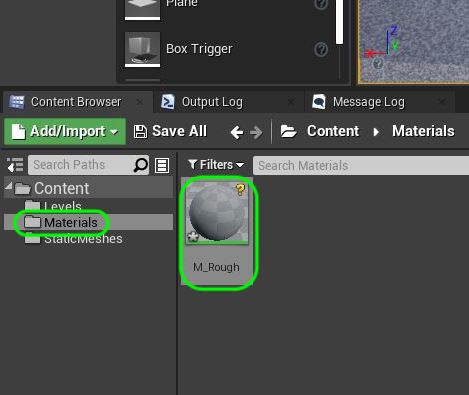 Plane
Box Trigger
Z
X
Y
Content Browser
Output Log
Message Log
Add/Import
Save All
Content
Materials
Search Paths
Filters
Search Materials
Content
Levels
Materials
StaticMeshes
M_Rough